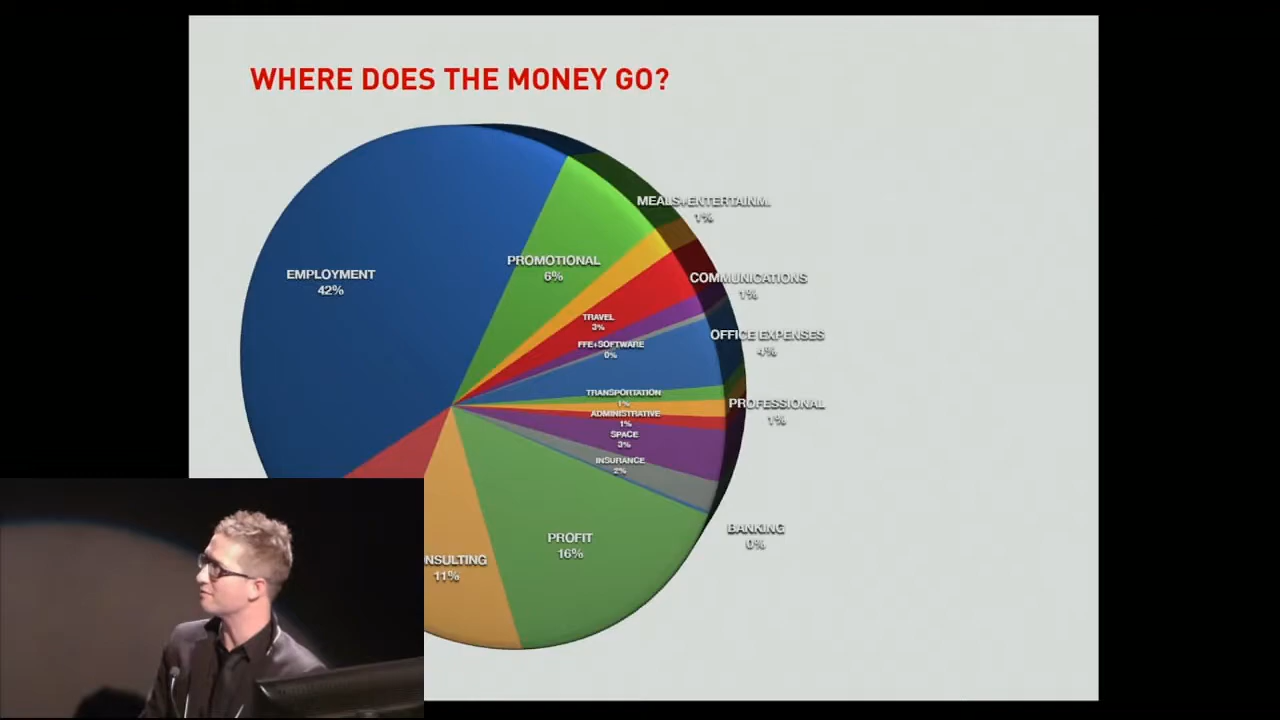 WHERE DOES THE MONEY GO?
MEALS+ENTERTAINM..
1%
EMPLOYMENT
42%
PROMOTIONAL
6%
COMMUNICATIONS
1%
TRAVEL
3%
OFFICE EXPENSES
4%
FFE+SOFTWARE
0%
TRANSPORTATION
1%
PROFESSIONAL
1%
ADMINISTRATIVE
1%
SPACE
3%
INSURANCE
2%
BANKING
0%
PROFIT
16%
NSULTING
11%